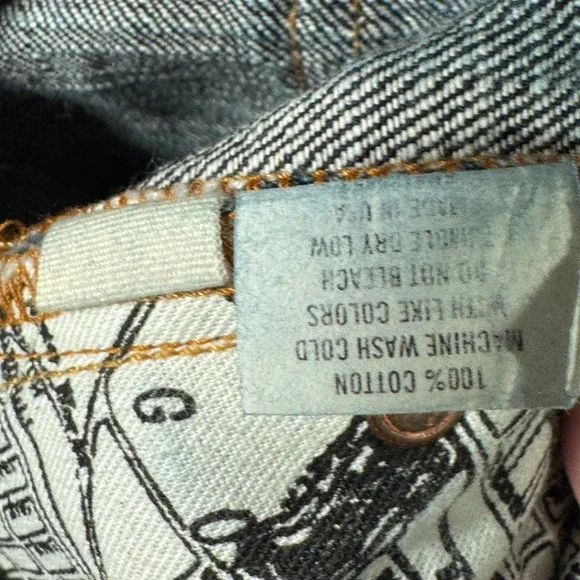 100% COTTON
MACHINE WASH COLD
WITH LIKE COLORS
DO NOT BLEACH
TUMBLE DRY LOW
MADE IN USA
G
O